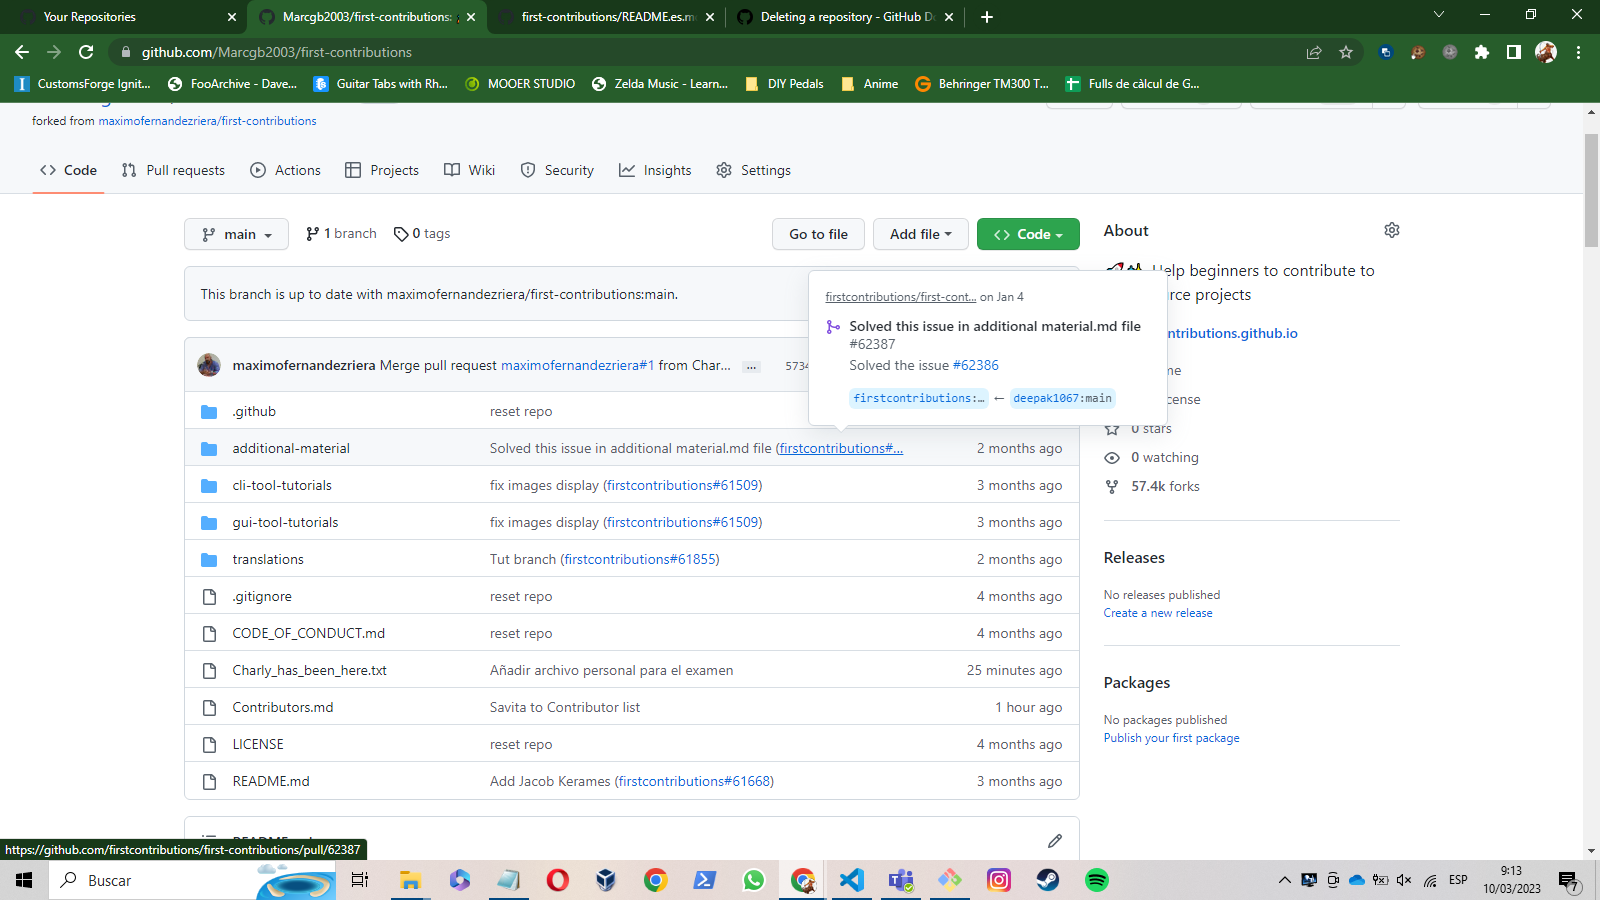 Your Repositories
Marcgb2003/first-contributions:
first-contributions/README.es.m
Deleting a repository - GitHub D
github.com/Marcgb2003/first-contributions
CustomsForge Ignit...
FooArchive - Dave...
Guitar Tabs with Rh...
MOOER STUDIO
Zelda Music - Learn...
DIY Pedals
Anime
Behringer TM300 T...
Fulls de càlcul de G...
forked from maximofernandezriera/first-contributions
Code
Pull requests
Actions
Projects
Wiki
Security
Insights
Settings
main
1 branch
0 tags
Go to file
Add file
Code
About
Help beginners to contribute to
This branch is up to date with maximofernandezriera/first-contributions:main.
firstcontributions/first-cont... on Jan 4
Solved this issue in additional material.md file
#62387
Solved the issue #62386
firstcontributions:… ← deepak1067:main
projects
ntributions.github.io
maximofernandezriera Merge pull request maximofernandezriera#1 from Char... ... 5734
0 stars
0 watching
57.4k forks
.github reset repo
additional-material Solved this issue in additional material.md file (firstcontributions#... 2 months ago
cli-tool-tutorials fix images display (firstcontributions#61509) 3 months ago
gui-tool-tutorials fix images display (firstcontributions#61509) 3 months ago
translations Tut branch (firstcontributions#61855) 2 months ago
.gitignore reset repo 4 months ago
CODE_OF_CONDUCT.md reset repo 4 months ago
Charly_has_been_here.txt Añadir archivo personal para el examen 25 minutes ago
Contributors.md Savita to Contributor list 1 hour ago
LICENSE reset repo 4 months ago
README.md Add Jacob Kerames (firstcontributions#61668) 3 months ago
Releases
No releases published
Create a new release
Packages
No packages published
Publish your first package
https://github.com/firstcontributions/first-contributions/pull/62387
Buscar
ESP
9:13
10/03/2023
7